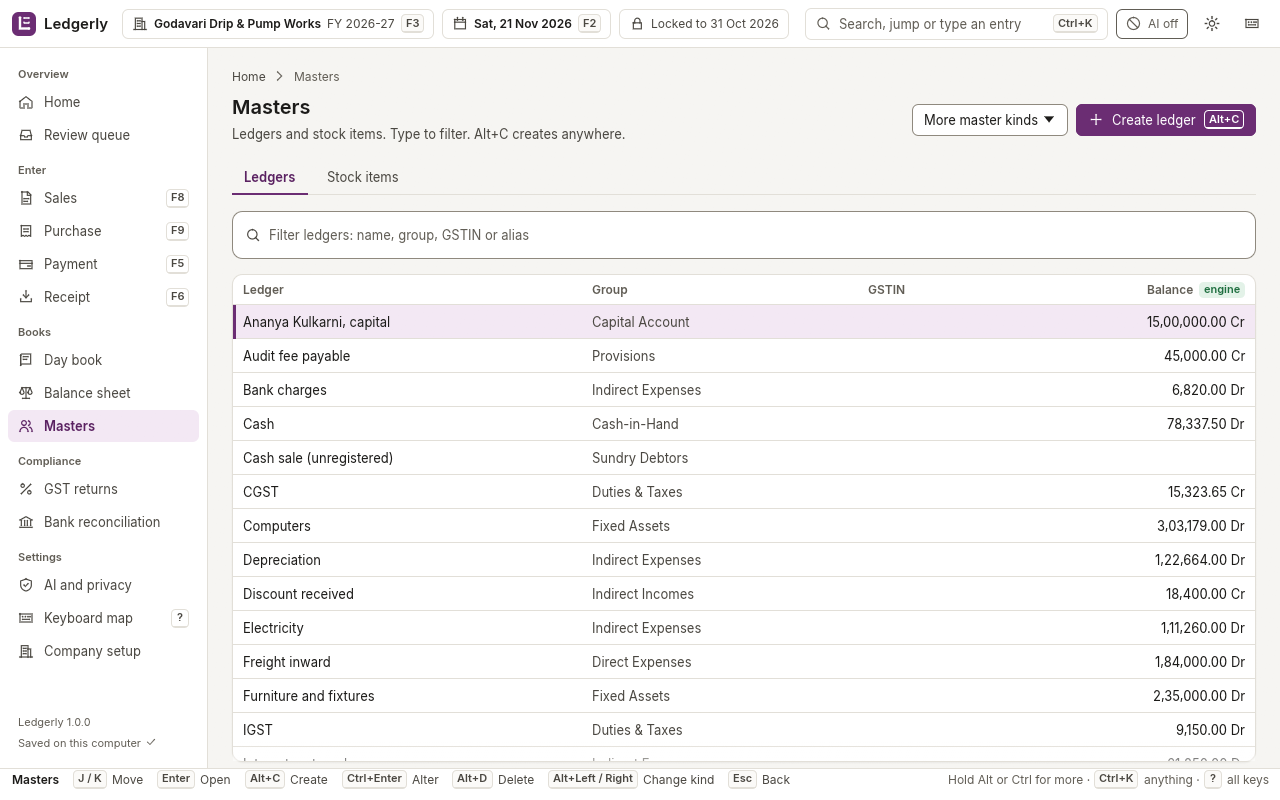 Ledgerly
Godavari Drip & Pump Works FY 2026-27 F3
Sat, 21 Nov 2026 F2
Locked to 31 Oct 2026
Search, jump or type an entry Ctrl+K
AI off
Overview
Home
Review queue
Enter
Sales F8
Purchase F9
Payment F5
Receipt F6
Books
Day book
Balance sheet
Masters
Compliance
GST returns
Bank reconciliation
Settings
AI and privacy
Keyboard map ?
Company setup
Ledgerly 1.0.0
Saved on this computer
Home > Masters
Masters
Ledgers and stock items. Type to filter. Alt+C creates anywhere.
More master kinds
Create ledger Alt+C
Ledgers Stock items
Filter ledgers: name, group, GSTIN or alias
Ledger Group GSTIN Balance engine
Ananya Kulkarni, capital Capital Account 15,00,000.00 Cr
Audit fee payable Provisions 45,000.00 Cr
Bank charges Indirect Expenses 6,820.00 Dr
Cash Cash-in-Hand 78,337.50 Dr
Cash sale (unregistered) Sundry Debtors
CGST Duties & Taxes 15,323.65 Cr
Computers Fixed Assets 3,03,179.00 Dr
Depreciation Indirect Expenses 1,22,664.00 Dr
Discount received Indirect Incomes 18,400.00 Cr
Electricity Indirect Expenses 1,11,260.00 Dr
Freight inward Direct Expenses 1,84,000.00 Dr
Furniture and fixtures Fixed Assets 2,35,000.00 Dr
IGST Duties & Taxes 9,150.00 Dr
Masters J / K Move Enter Open Alt+C Create Ctrl+Enter Alter Alt+D Delete Alt+Left / Right Change kind Esc Back
Hold Alt or Ctrl for more · Ctrl+K anything · ? all keys